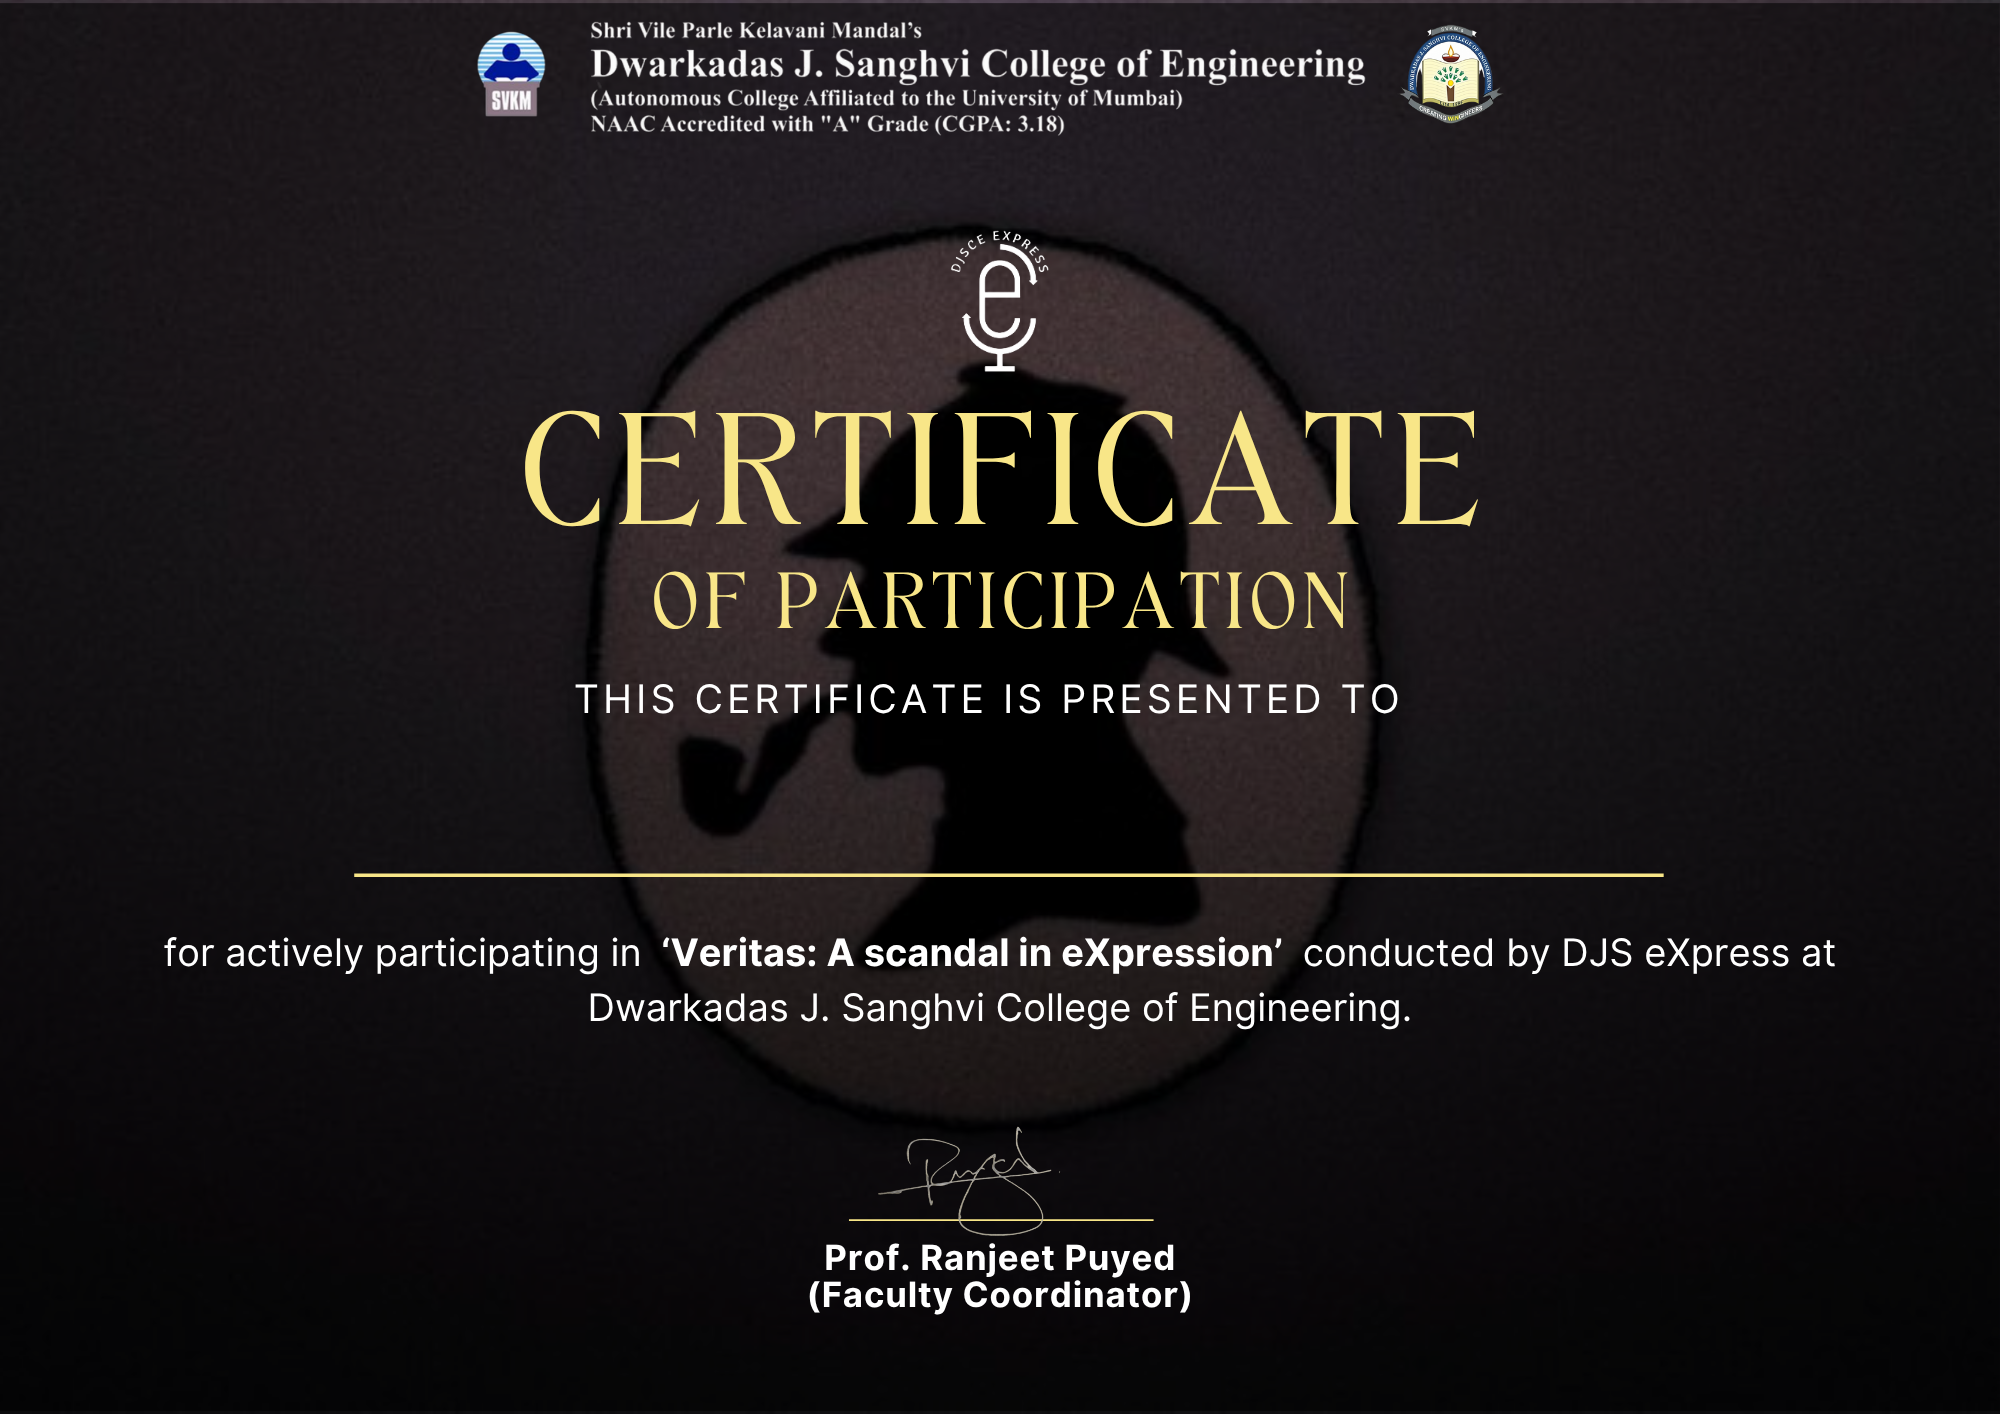 Shri Vile Parle Kelavani Mandal’s
Dwarkadas J. Sanghvi College of Engineering
(Autonomous College Affiliated to the University of Mumbai)
NAAC Accredited with "A" Grade (CGPA: 3.18)
SVKM
DJSCE EXPRESS
CERTIFICATE
OF PARTICIPATION
THIS CERTIFICATE IS PRESENTED TO
for actively participating in ‘Veritas: A scandal in eXpression’ conducted by DJS eXpress at
Dwarkadas J. Sanghvi College of Engineering.
Prof. Ranjeet Puyed
(Faculty Coordinator)